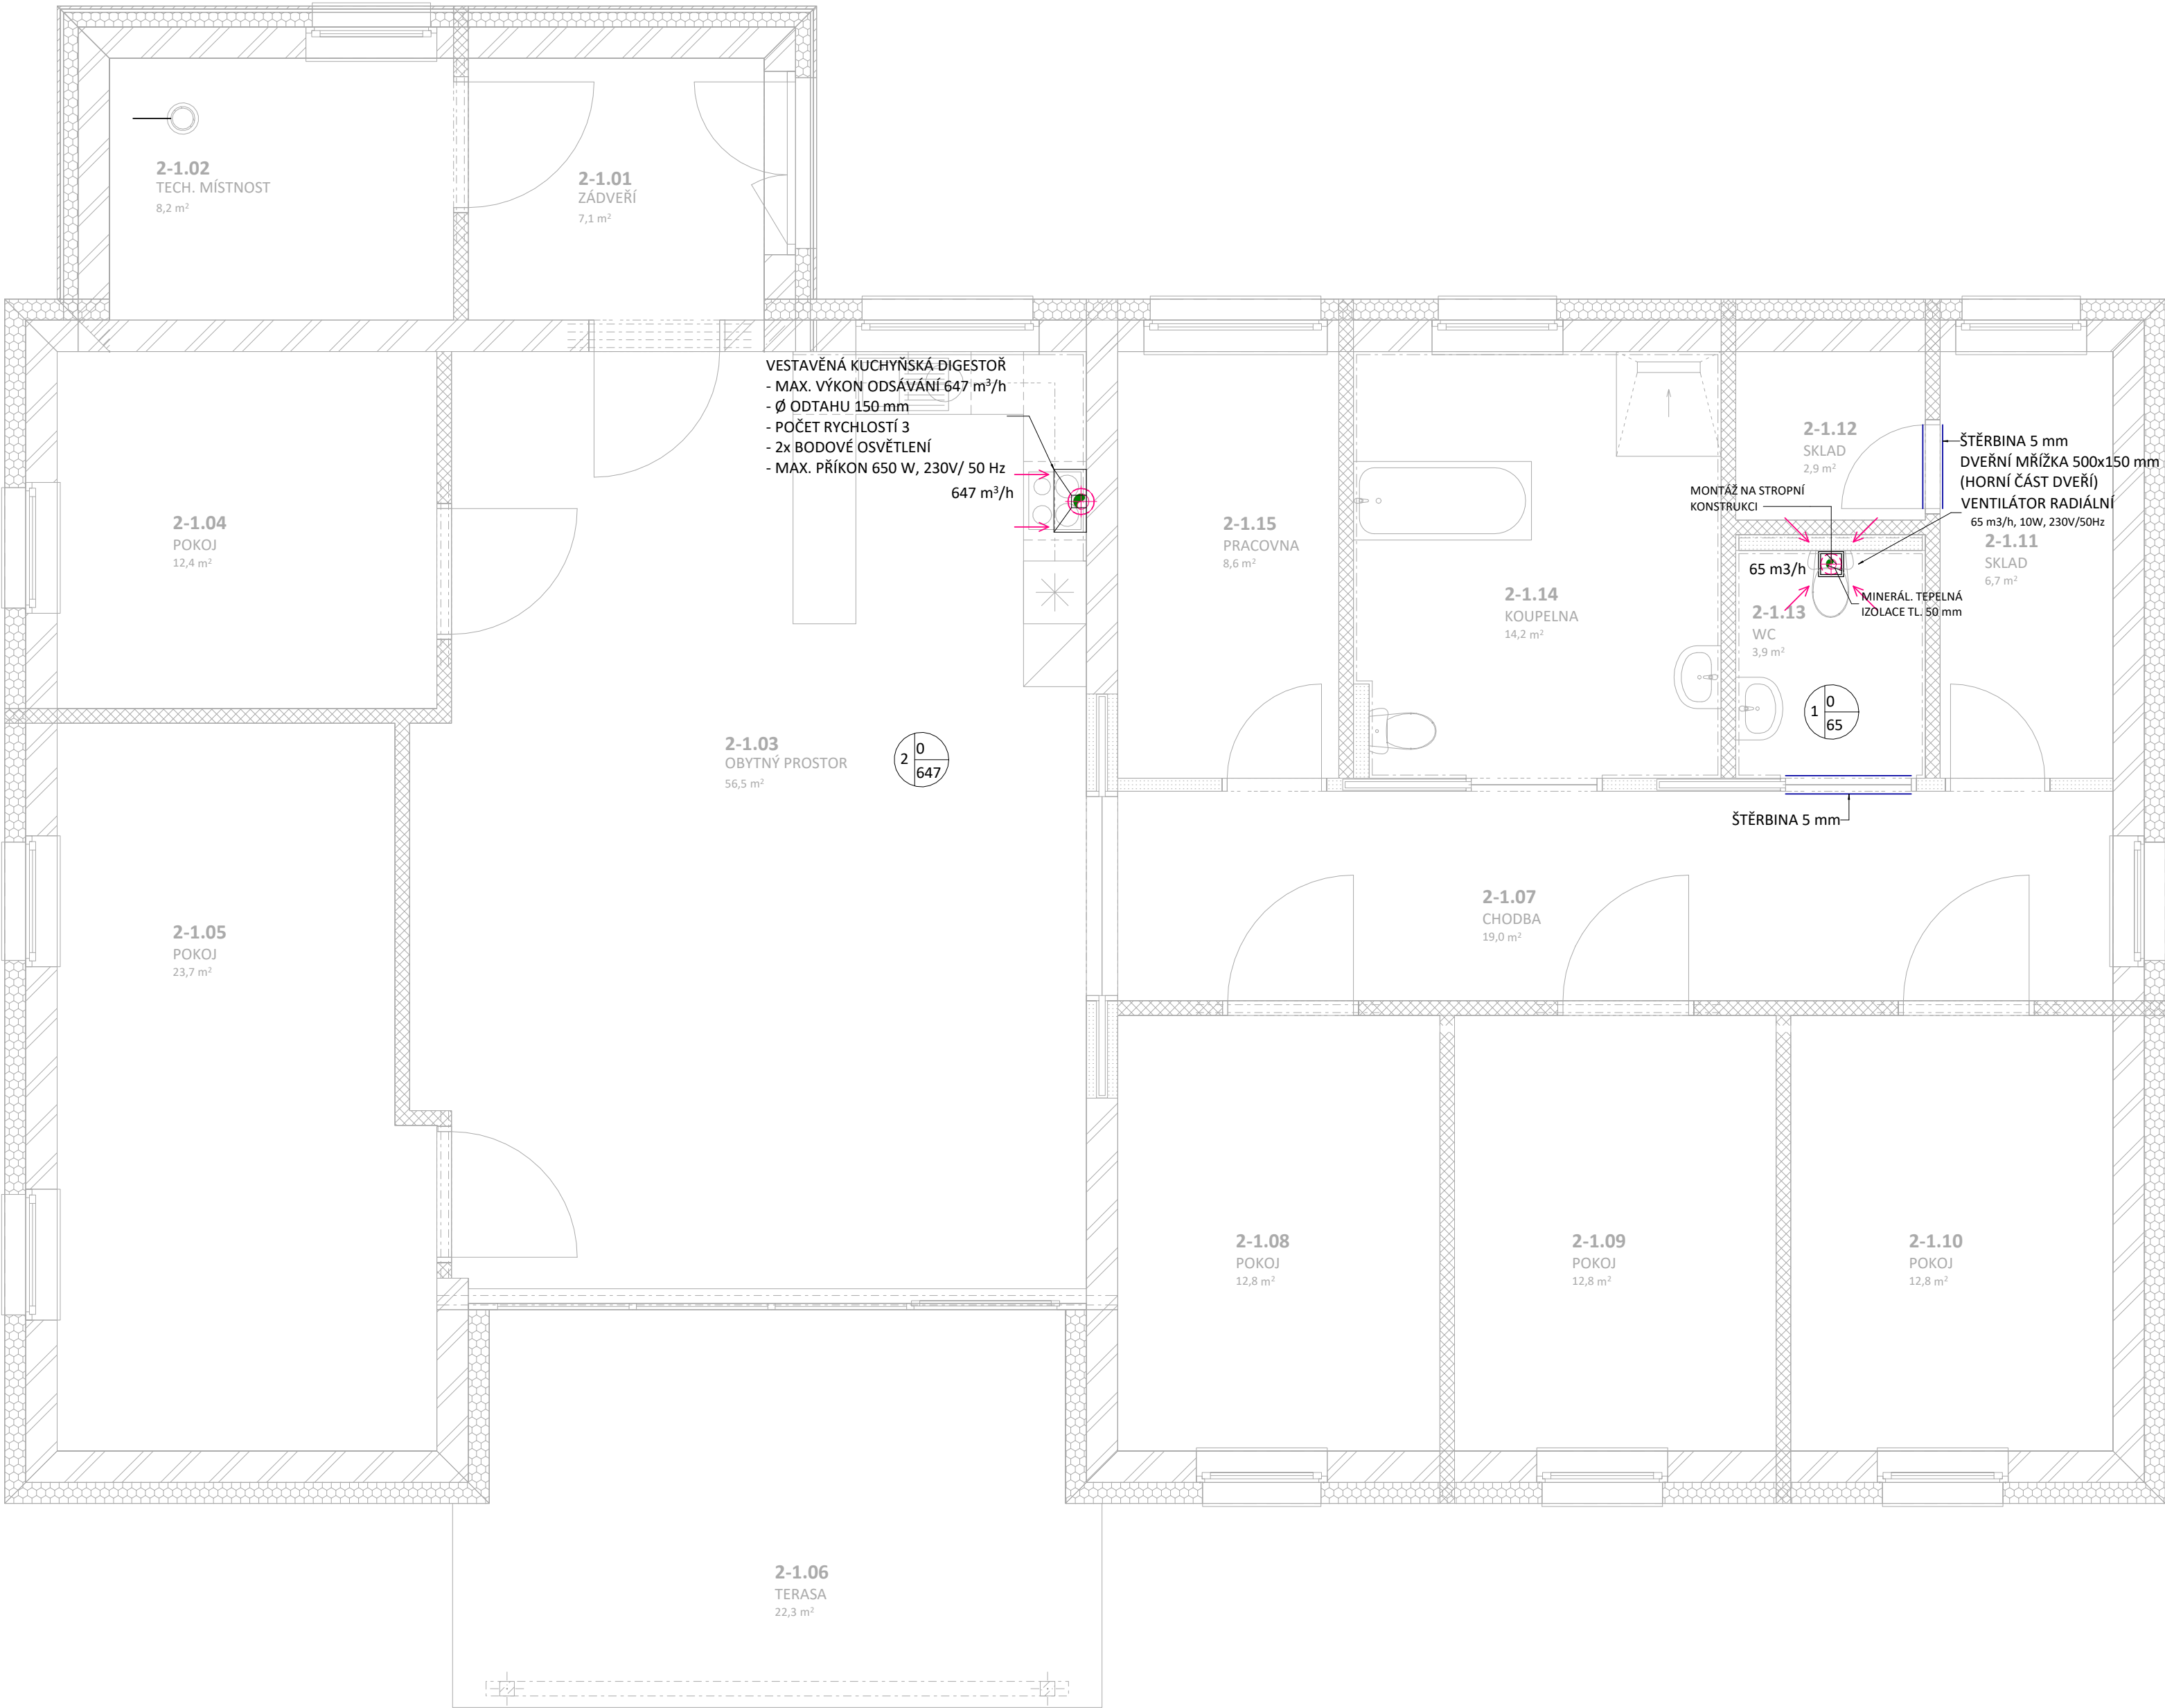 2-1.02
TECH. MÍSTNOST
8,2 m²
2-1.01
ZÁDVEŘÍ
7,1 m²
VESTAVĚNÁ KUCHYŇSKÁ DIGESTOŘ
- MAX. VÝKON ODSÁVÁNÍ 647 m³/h
- Ø ODTAHU 150 mm
- POČET RYCHLOSTÍ 3
- 2x BODOVÉ OSVĚTLENÍ
- MAX. PŘÍKON 650 W, 230V/ 50 Hz
647 m³/h
2-1.12
SKLAD
2,9 m²
ŠTĚRBINA 5 mm
DVEŘNÍ MŘÍŽKA 500x150 mm
(HORNÍ ČÁST DVEŘÍ)
VENTILÁTOR RADIÁLNÍ
65 m3/h, 10W, 230V/50Hz
MONTÁŽ NA STROPNÍ
KONSTRUKCI
2-1.04
POKOJ
12,4 m²
2-1.15
PRACOVNA
8,6 m²
2-1.11
SKLAD
6,7 m²
65 m3/h
MINERÁL. TEPELNÁ
IZOLACE TL. 50 mm
2-1.14
KOUPELNA
14,2 m²
2-1.13
WC
3,9 m²
1
0
65
2-1.03
OBYTNÝ PROSTOR
56,5 m²
2
0
647
ŠTĚRBINA 5 mm
2-1.07
CHODBA
19,0 m²
2-1.05
POKOJ
23,7 m²
2-1.08
POKOJ
12,8 m²
2-1.09
POKOJ
12,8 m²
2-1.10
POKOJ
12,8 m²
2-1.06
TERASA
22,3 m²